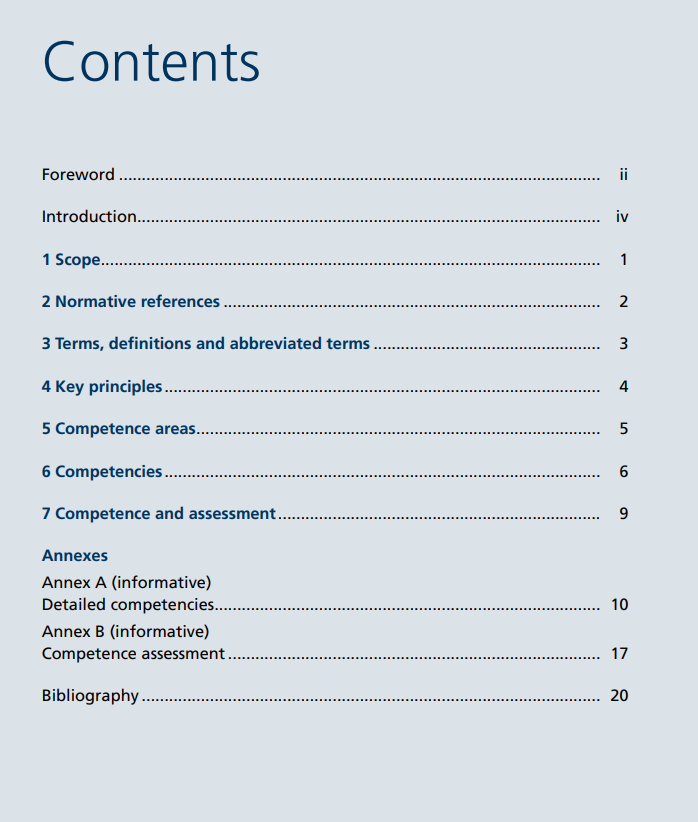 Contents
Foreword ........................................................................................................ ii
Introduction........................................................................................................ iv
1 Scope........................................................................................................ 1
2 Normative references ........................................................................................ 2
3 Terms, definitions and abbreviated terms .................................................. 3
4 Key principles ................................................................................................ 4
5 Competence areas.......................................................................................... 5
6 Competencies ................................................................................................ 6
7 Competence and assessment ........................................................................ 9
Annexes
Annex A (informative)
Detailed competencies...................................................................................... 10
Annex B (informative)
Competence assessment .................................................................................. 17
Bibliography ...................................................................................................... 20